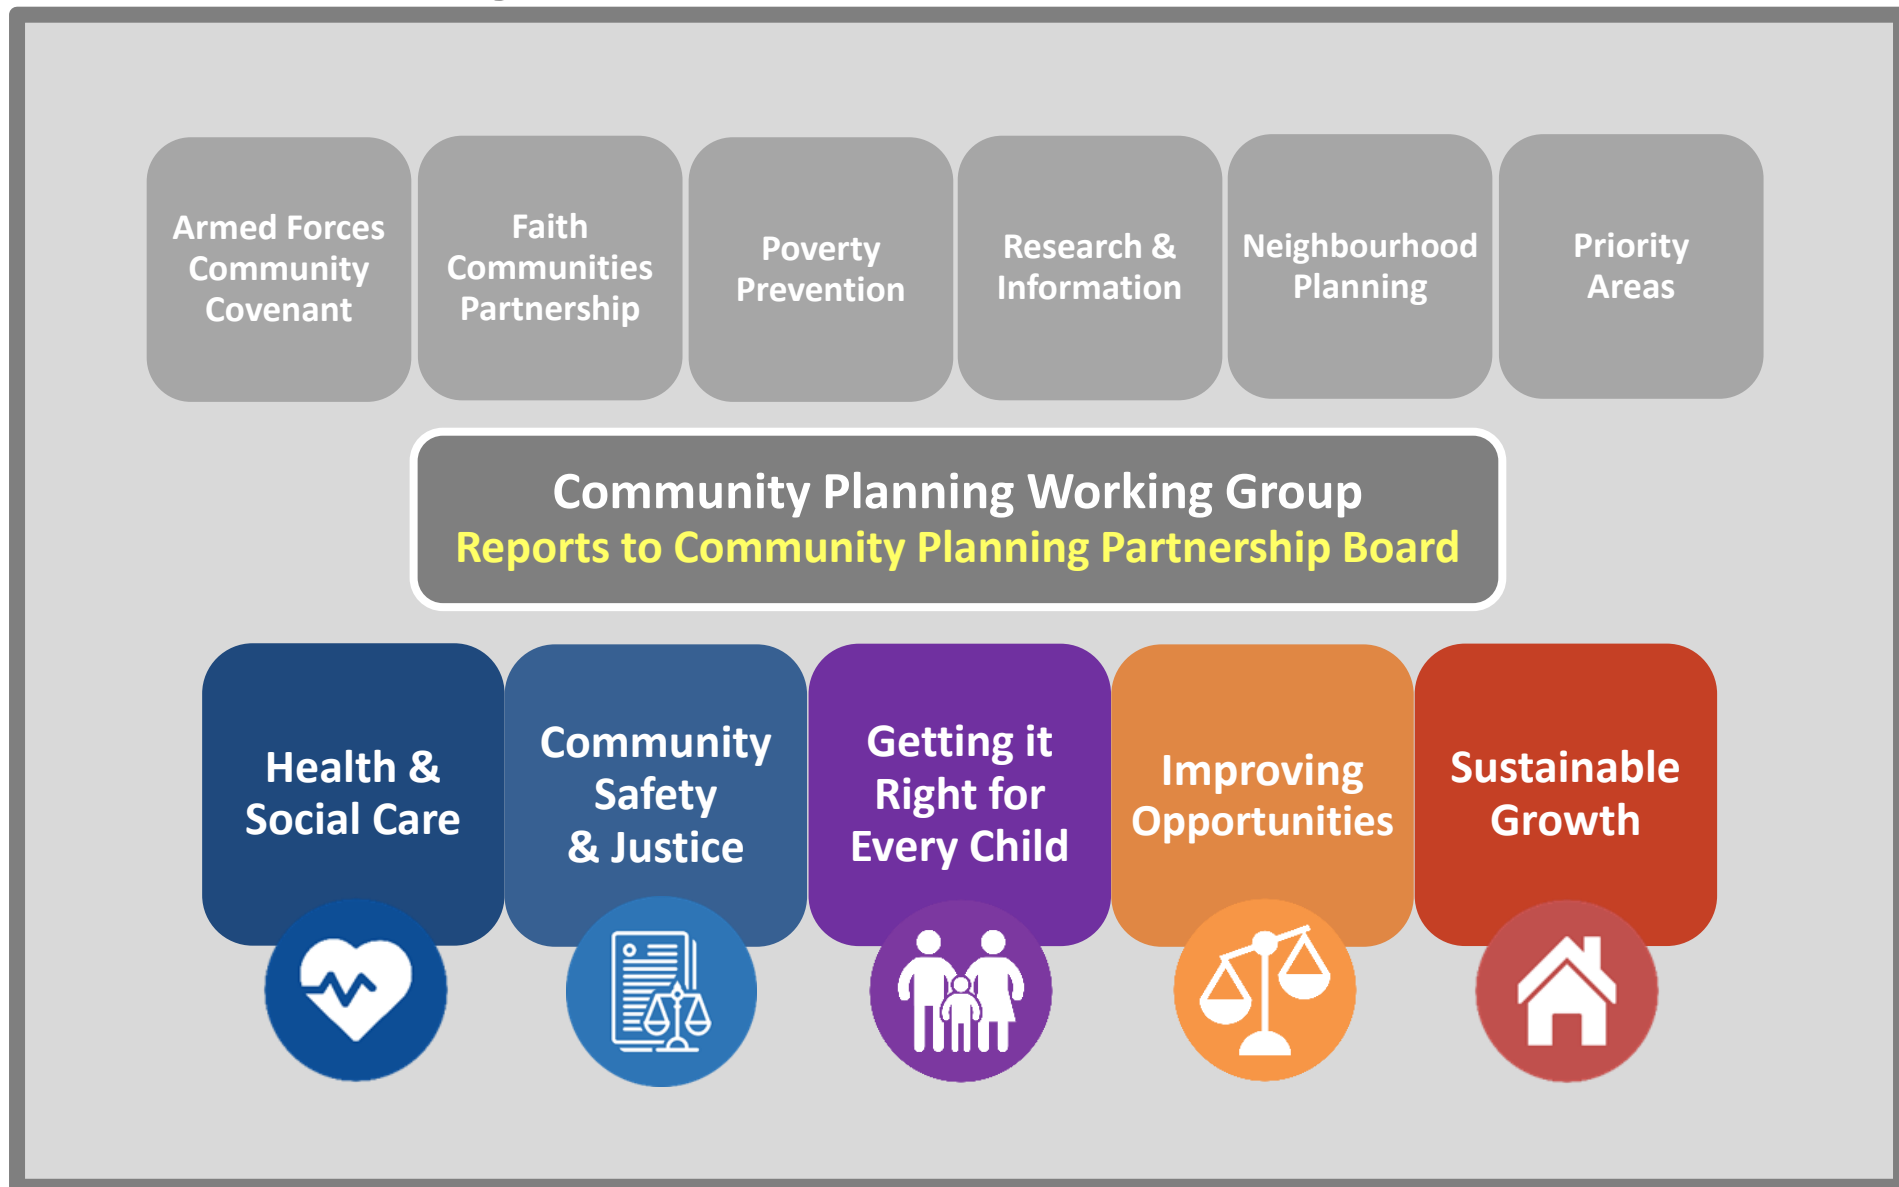 Armed Forces
Community
Covenant
Faith
Communities
Partnership
Poverty
Prevention
Research &
Information
Neighbourhood
Planning
Priority
Areas
Community Planning Working Group
Reports to Community Planning Partnership Board
Health &
Social Care
Community
Safety
& Justice
Getting it
Right for
Every Child
Improving
Opportunities
Sustainable
Growth